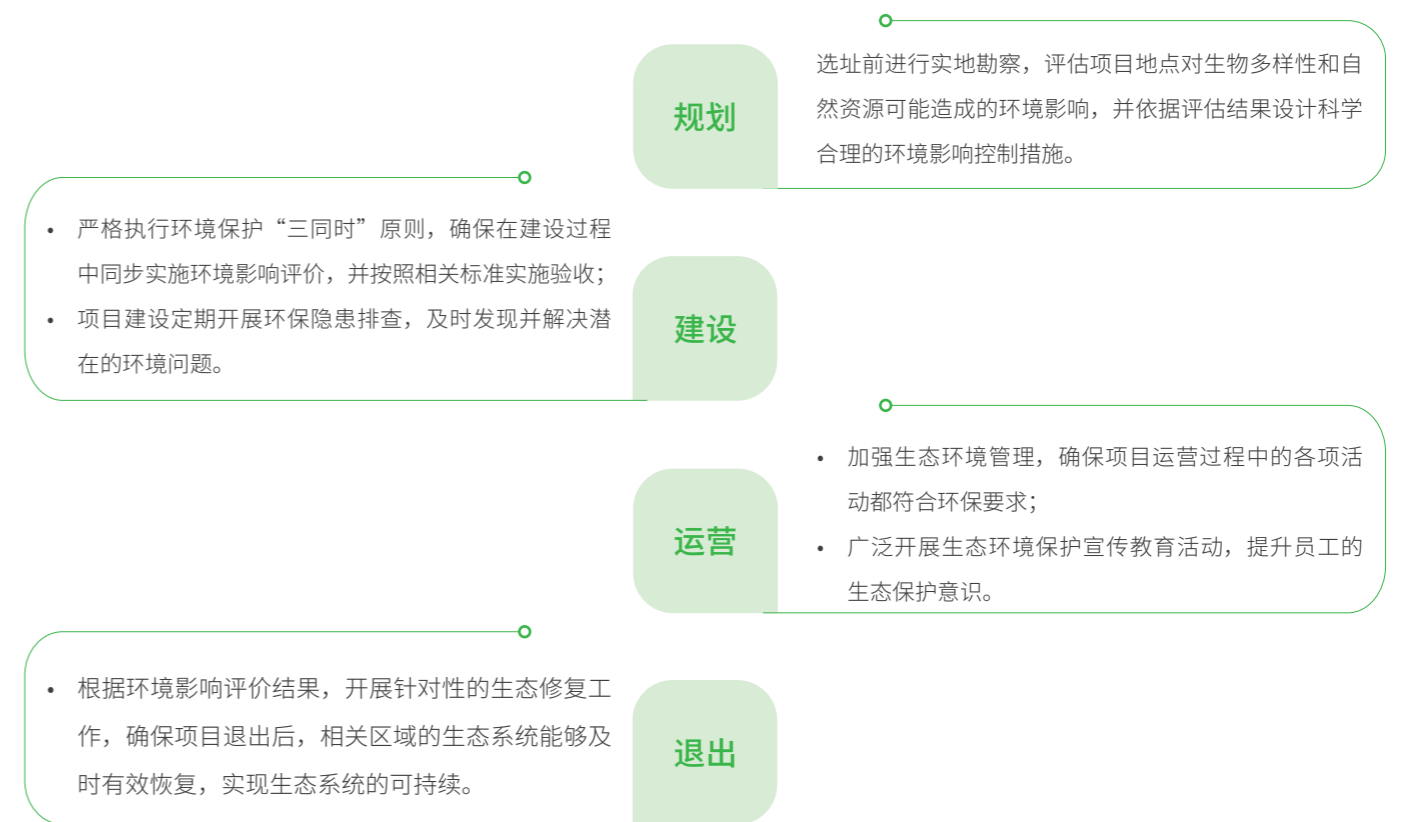 规划
选址前进行实地勘察，评估项目地点对生物多样性和自
然资源可能造成的环境影响，并依据评估结果设计科学
合理的环境影响控制措施。
建设
• 严格执行环境保护“三同时”原则，确保在建设过程
中同步实施环境影响评价，并按照相关标准实施验收；
• 项目建设定期开展环保隐患排查，及时发现并解决潜
在的环境问题。
运营
• 加强生态环境管理，确保项目运营过程中的各项活
动都符合环保要求；
• 广泛开展生态环境保护宣传教育活动，提升员工的
生态保护意识。
退出
• 根据环境影响评价结果，开展针对性的生态修复工
作，确保项目退出后，相关区域的生态系统能够及
时有效恢复，实现生态系统的可持续。